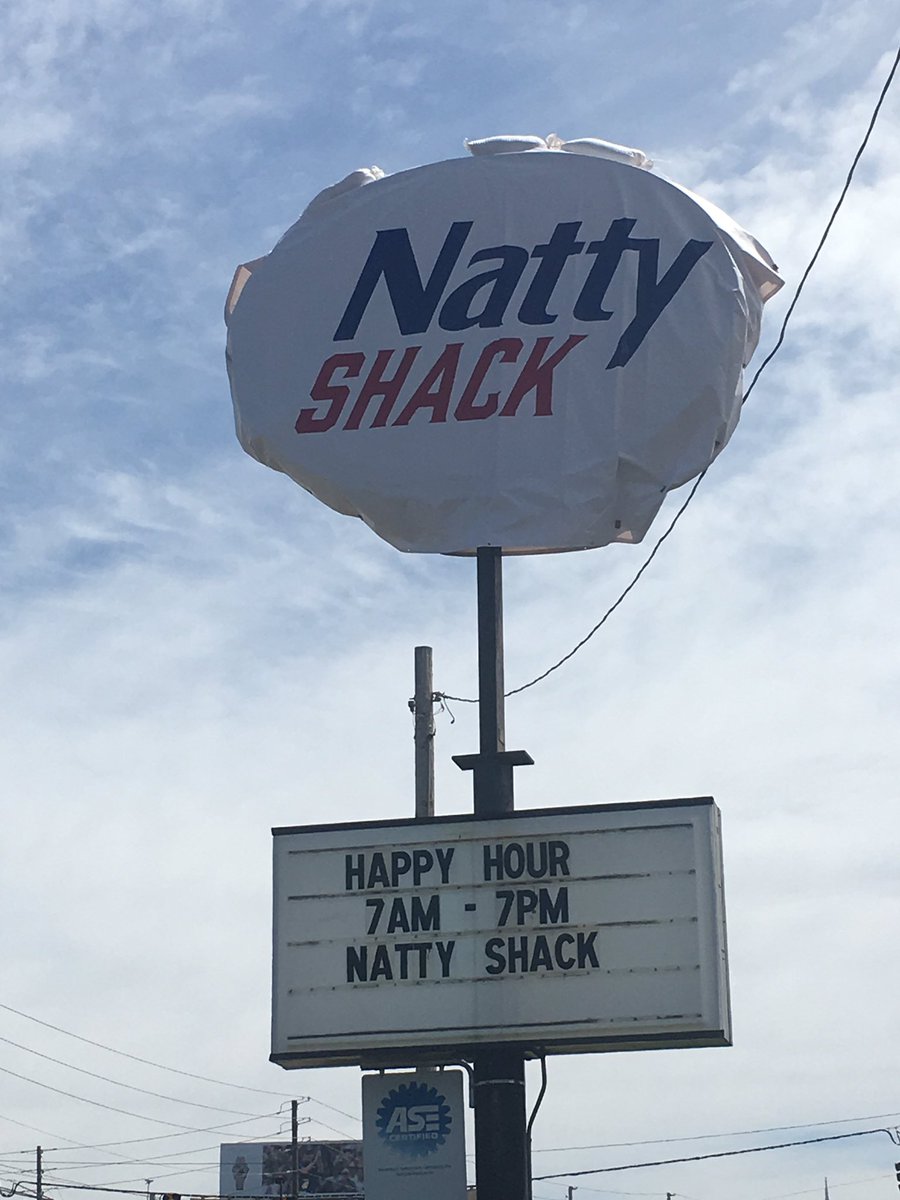 Natty
SHACK
HAPPY HOUR
7AM - 7PM
NATTY SHACK
ASE
CERTIFIED